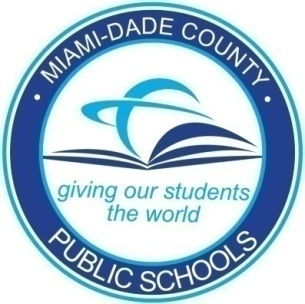 • MIAMI-DADE COUNTY •
giving our students
the world
PUBLIC SCHOOLS